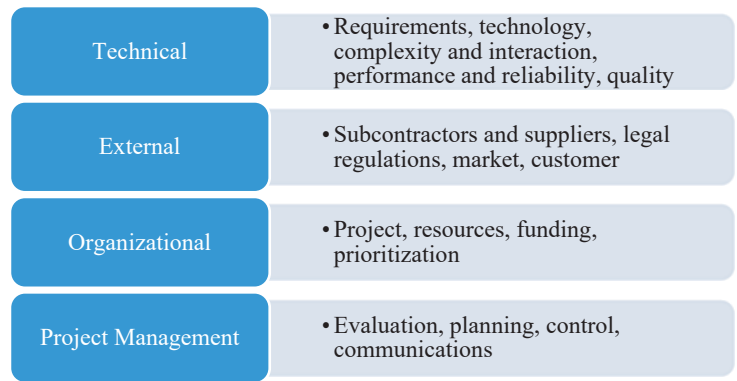 Technical
• Requirements, technology,
complexity and interaction,
performance and reliability, quality
External
• Subcontractors and suppliers, legal
regulations, market, customer
Organizational
• Project, resources, funding,
prioritization
Project Management
• Evaluation, planning, control,
communications